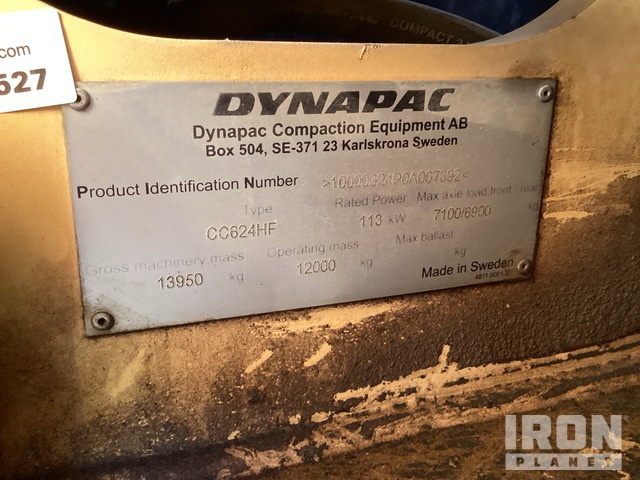 COMPACT
.com
527
DYNAPAC
Dynapac Compaction Equipment AB
Box 504, SE-371 23 Karlskrona Sweden
Product Identification Number
Type Rated Power Max axle load front / rear
CC624HF 113 kW 7100/6900 kg
Gross machinery mass Operating mass Max ballast
13950 kg 12000 kg kg
Made in Sweden
IRON
PLANET